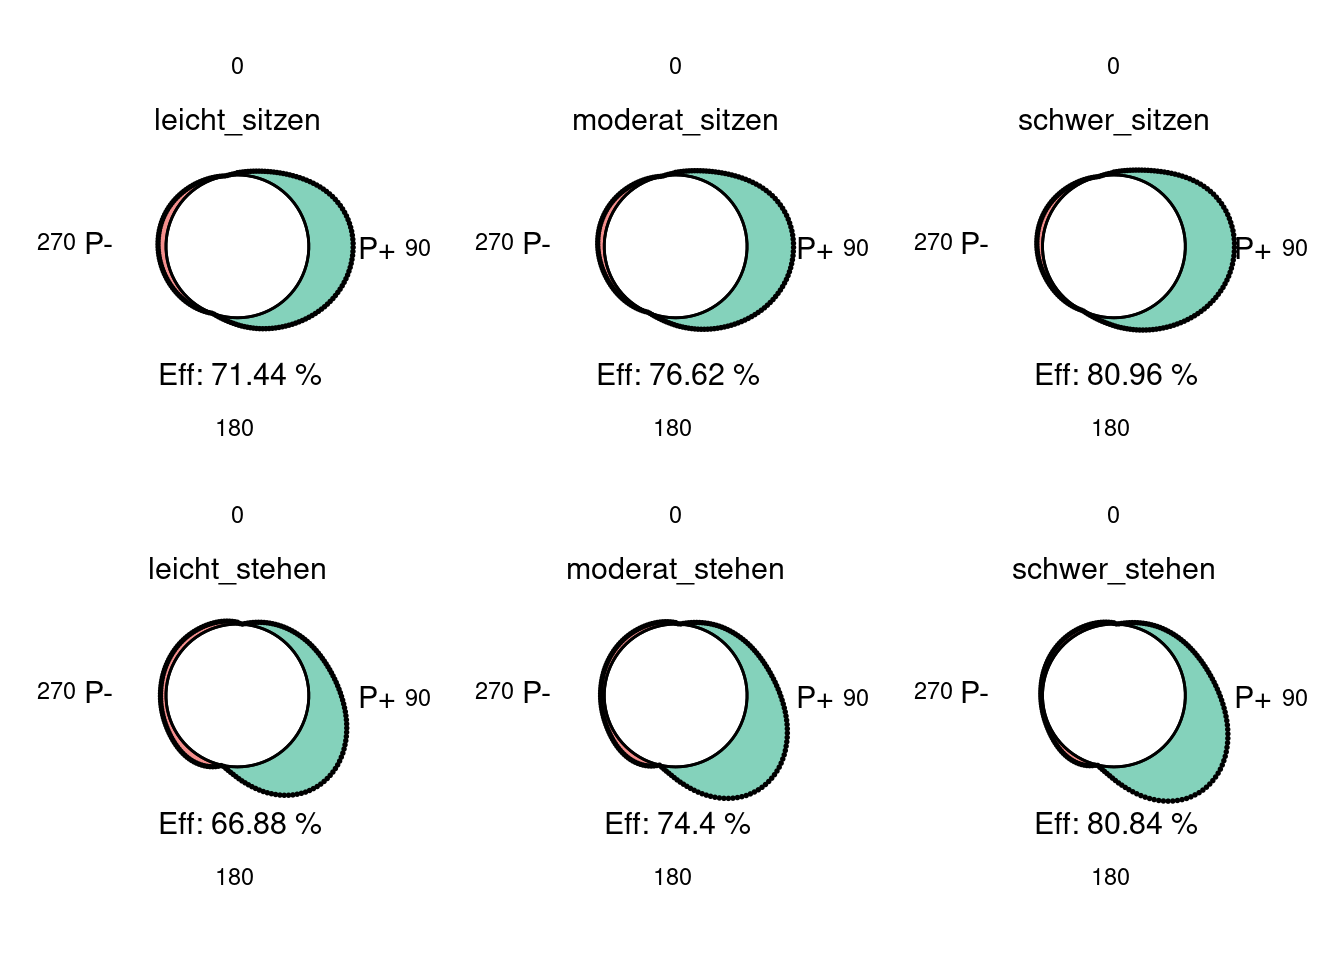 0 0 0
leicht_sitzen moderat_sitzen schwer_sitzen
270 P- P+ 90 270 P- P+ 90 270 P- P+ 90
Eff: 71.44 % Eff: 76.62 % Eff: 80.96 %
180 180 180
0 0 0
leicht_stehen moderat_stehen schwer_stehen
270 P- P+ 90 270 P- P+ 90 270 P- P+ 90
Eff: 66.88 % Eff: 74.4 % Eff: 80.84 %
180 180 180